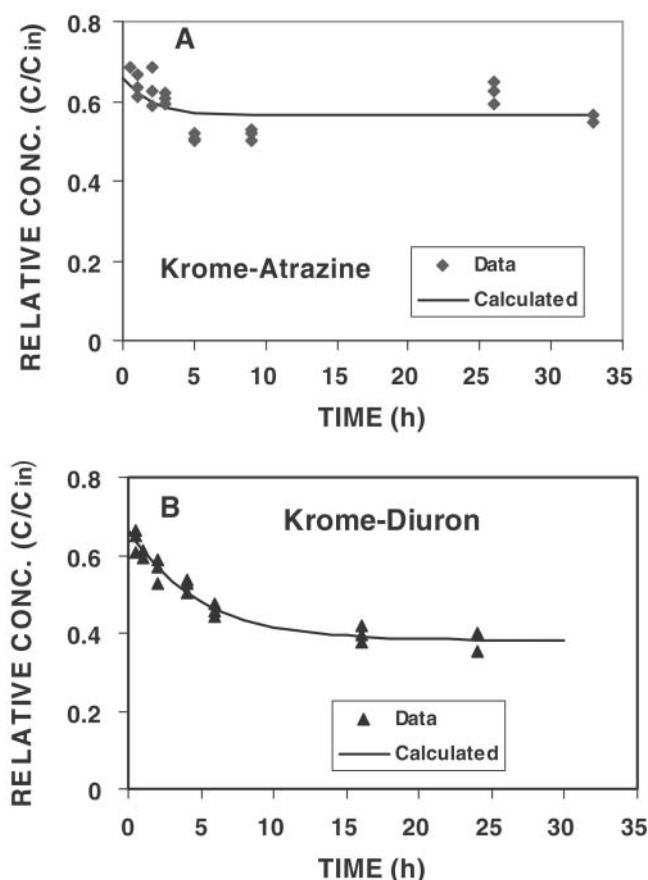 A
RELATIVE CONC. (C/Cin)
0.8
0.6
0.4
0.2
0
Krome-Atrazine
Data
Calculated
0 5 10 15 20 25 30 35
TIME (h)
B
Krome-Diuron
RELATIVE CONC. (C/Cin)
0.8
0.6
0.4
0.2
0
Data
Calculated
0 5 10 15 20 25 30 35
TIME (h)